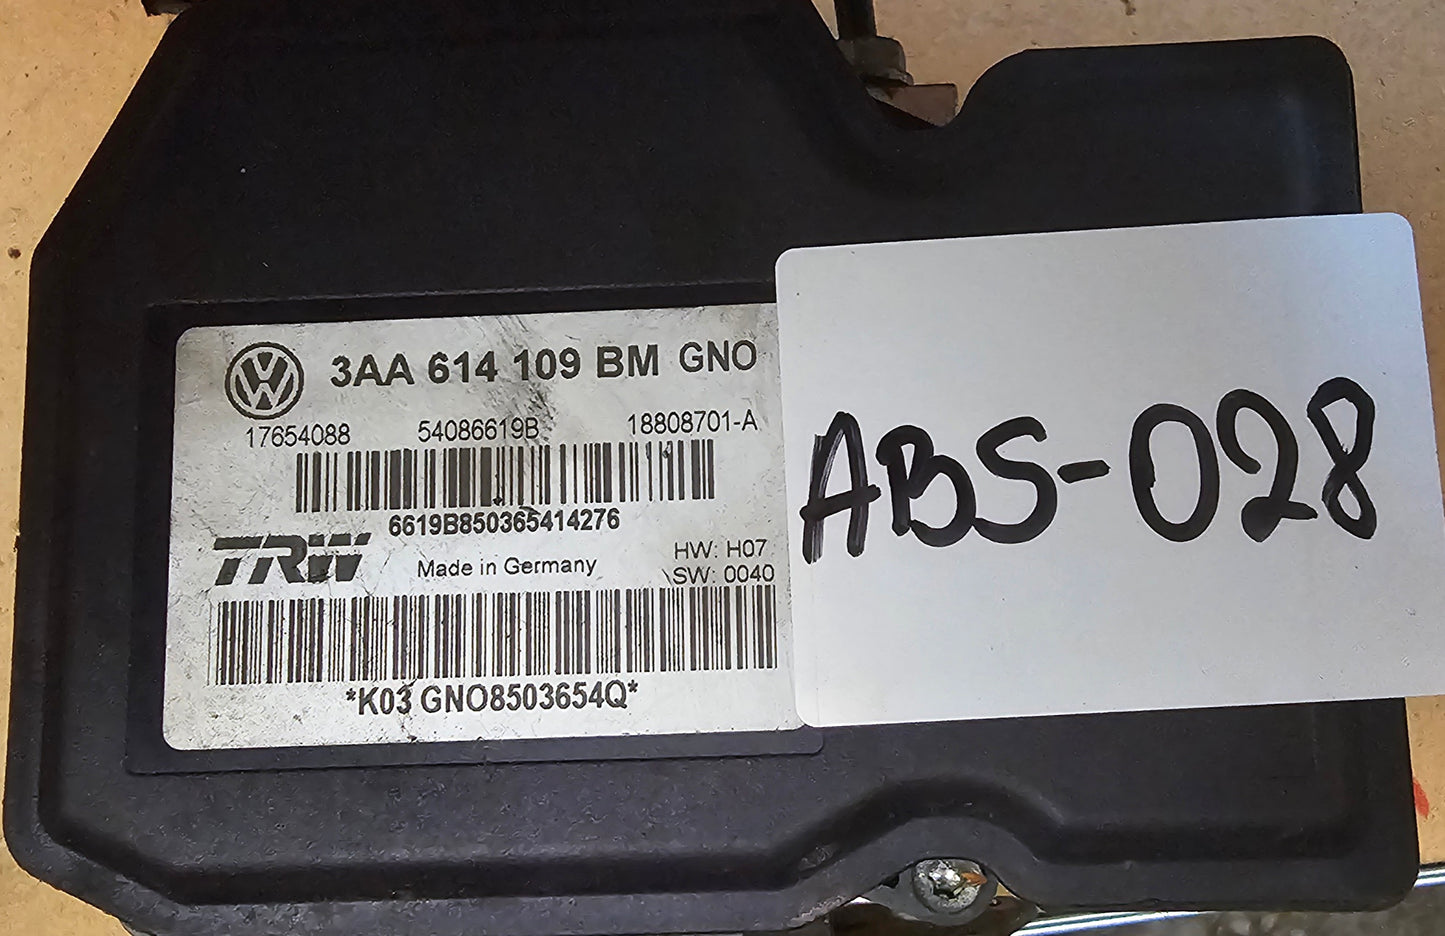 3AA 614 109 BM GNO
17654088 54086619B 18808701-A
6619B850365414276
TRW Made in Germany HW: H07
SW: 0040
*K03 GNO8503654Q*
ABS-028